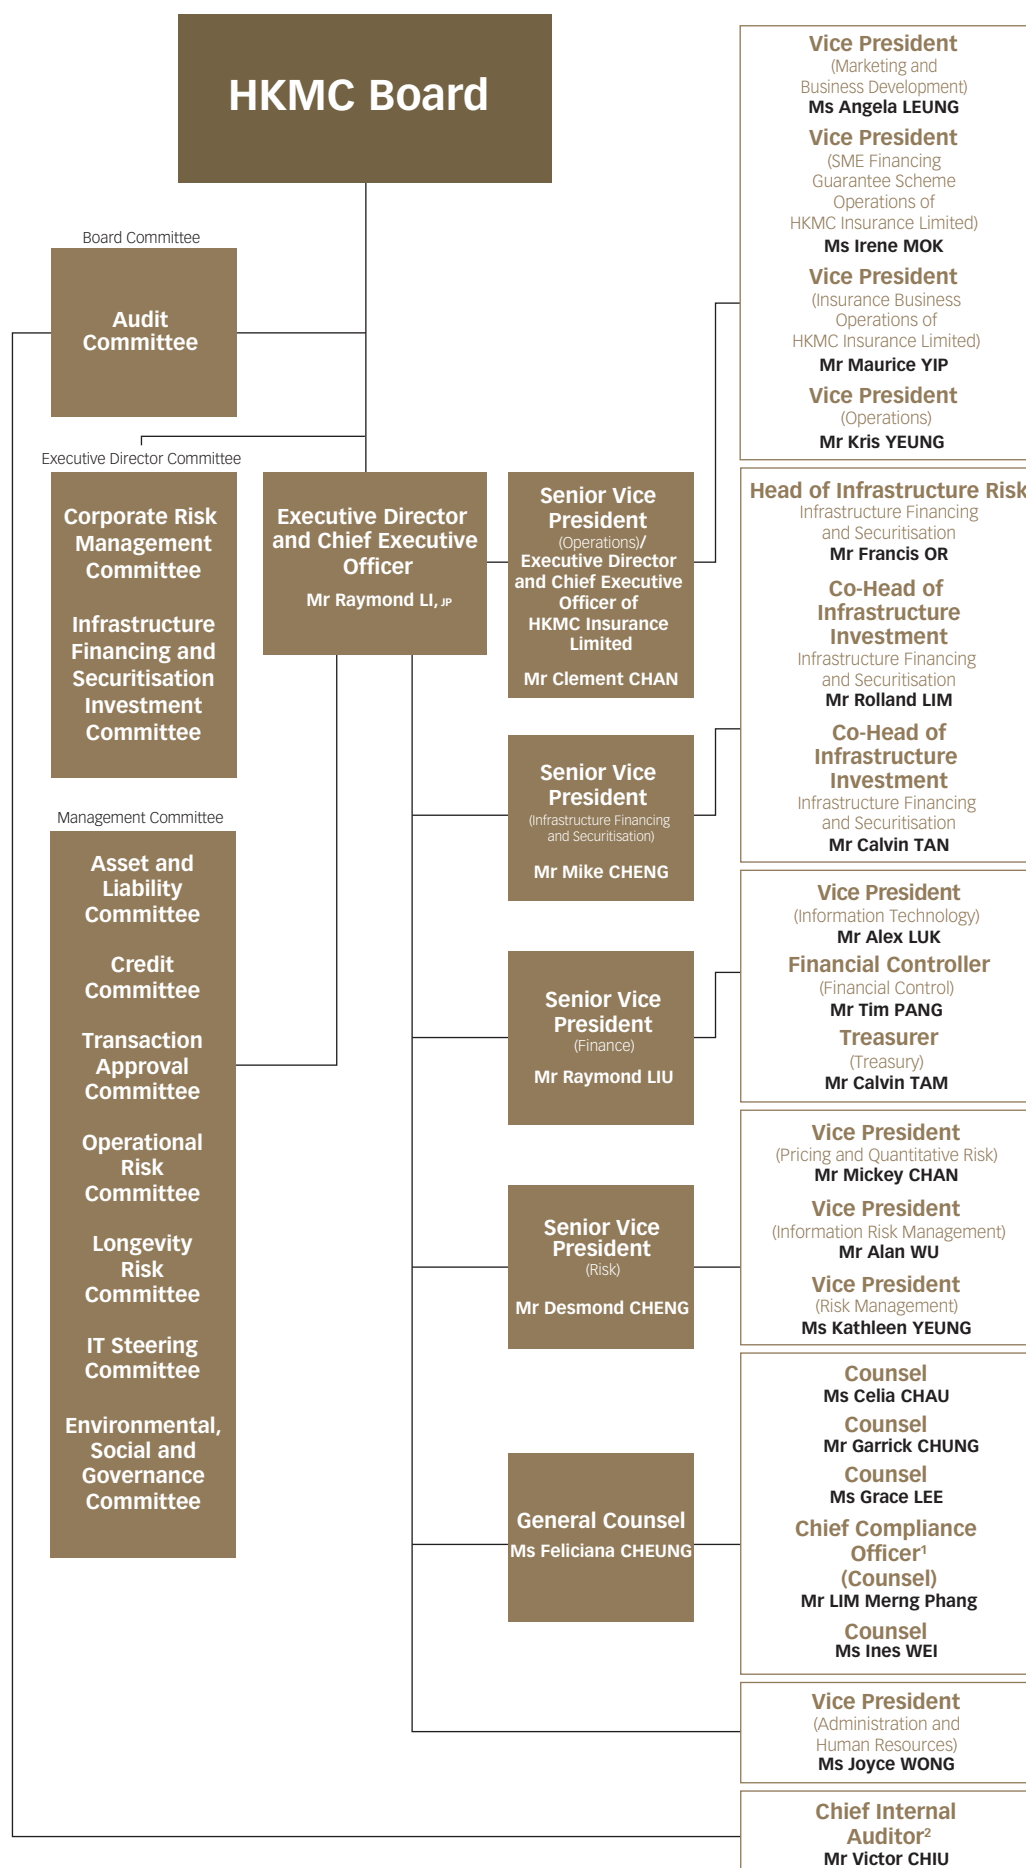 HKMC Board
Board Committee
Audit
Committee
Executive Director Committee
Corporate Risk
Management
Committee
Infrastructure
Financing and
Securitisation
Investment
Committee
Management Committee
Asset and
Liability
Committee
Credit
Committee
Transaction
Approval
Committee
Operational
Risk
Committee
Longevity
Risk
Committee
IT Steering
Committee
Environmental,
Social and
Governance
Committee
Executive Director
and Chief Executive
Officer
Mr Raymond LI, JP
Senior Vice
President
(Operations)/
Executive Director
and Chief Executive
Officer of
HKMC Insurance
Limited
Mr Clement CHAN
Senior Vice
President
(Infrastructure Financing
and Securitisation)
Mr Mike CHENG
Senior Vice
President
(Finance)
Mr Raymond LIU
Senior Vice
President
(Risk)
Mr Desmond CHENG
General Counsel
Ms Feliciana CHEUNG
Vice President
(Marketing and
Business Development)
Ms Angela LEUNG
Vice President
(SME Financing
Guarantee Scheme
Operations of
HKMC Insurance Limited)
Ms Irene MOK
Vice President
(Insurance Business
Operations of
HKMC Insurance Limited)
Mr Maurice YIP
Vice President
(Operations)
Mr Kris YEUNG
Head of Infrastructure Risk
Infrastructure Financing
and Securitisation
Mr Francis OR
Co-Head of
Infrastructure
Investment
Infrastructure Financing
and Securitisation
Mr Rolland LIM
Co-Head of
Infrastructure
Investment
Infrastructure Financing
and Securitisation
Mr Calvin TAN
Vice President
(Information Technology)
Mr Alex LUK
Financial Controller
(Financial Control)
Mr Tim PANG
Treasurer
(Treasury)
Mr Calvin TAM
Vice President
(Pricing and Quantitative Risk)
Mr Mickey CHAN
Vice President
(Information Risk Management)
Mr Alan WU
Vice President
(Risk Management)
Ms Kathleen YEUNG
Counsel
Ms Celia CHAU
Counsel
Mr Garrick CHUNG
Counsel
Ms Grace LEE
Chief Compliance
Officer¹
(Counsel)
Mr LIM Merng Phang
Counsel
Ms Ines WEI
Vice President
(Administration and
Human Resources)
Ms Joyce WONG
Chief Internal
Auditor²
Mr Victor CHIU